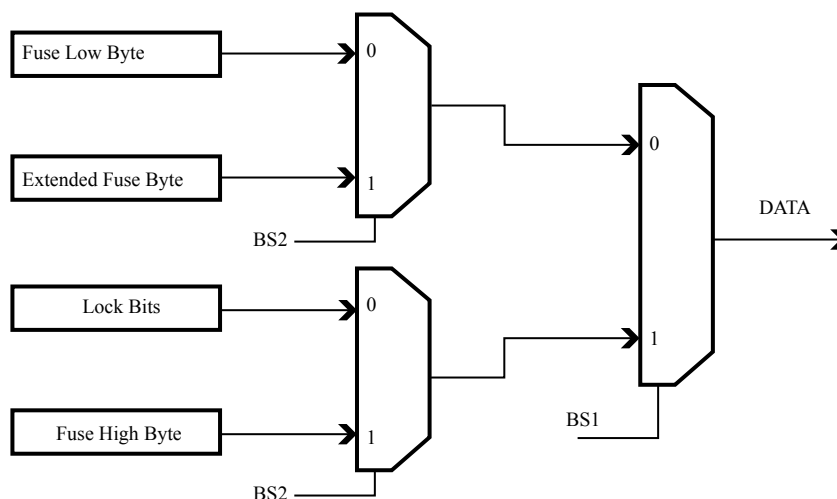 Fuse Low Byte
0
Extended Fuse Byte
1
BS2
0
DATA
Lock Bits
0
1
Fuse High Byte
1
BS1
BS2